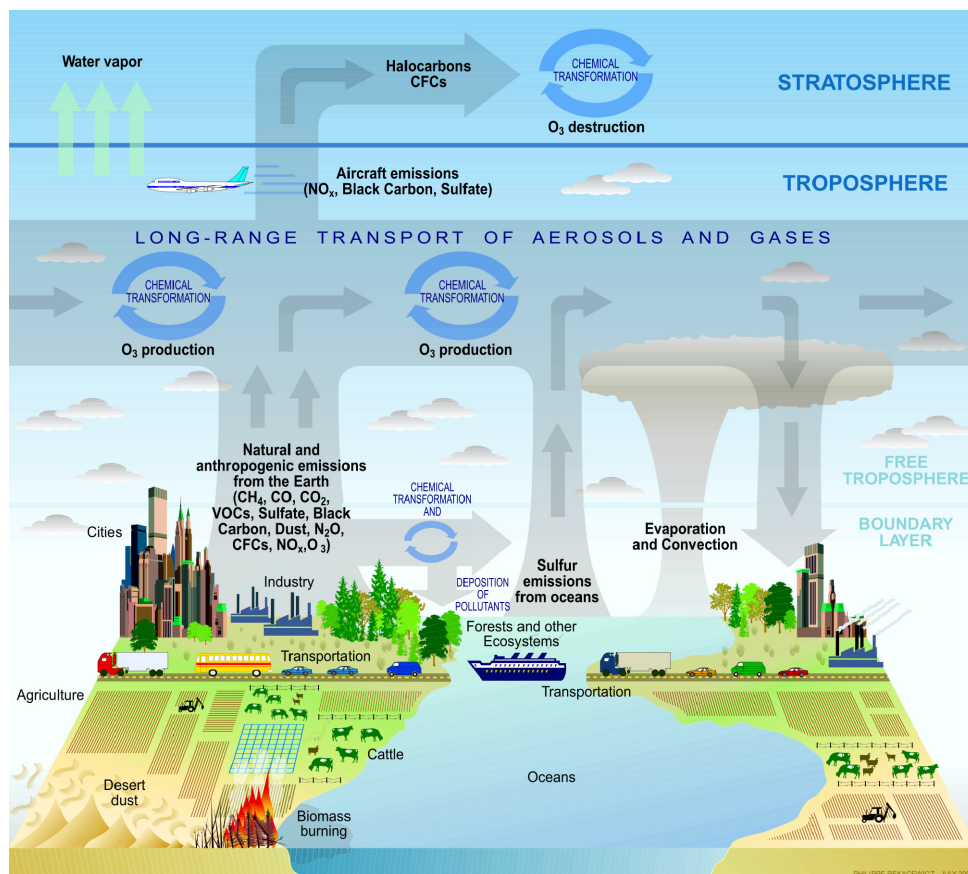 Water vapor
Halocarbons
CFCs
CHEMICAL
TRANSFORMATION
O₃ destruction
STRATOSPHERE
Aircraft emissions
(NOₓ, Black Carbon, Sulfate)
TROPOSPHERE
LONG-RANGE TRANSPORT OF AEROSOLS AND GASES
CHEMICAL
TRANSFORMATION
O₃ production
CHEMICAL
TRANSFORMATION
O₃ production
Natural and
anthropogenic emissions
from the Earth
(CH₄, CO, CO₂,
VOCs, Sulfate, Black
Carbon, Dust, N₂O,
CFCs, NOₓ,O₃)
CHEMICAL
TRANSFORMATION
AND
DEPOSITION
OF
POLLUTANTS
FREE
TROPOSPHERE
BOUNDARY
LAYER
Evaporation
and Convection
Sulfur
emissions
from oceans
Cities
Industry
Forests and other
Ecosystems
Transportation
Transportation
Agriculture
Cattle
Oceans
Desert
dust
Biomass
burning
PHILIPPE REKACEWICZ - JULY